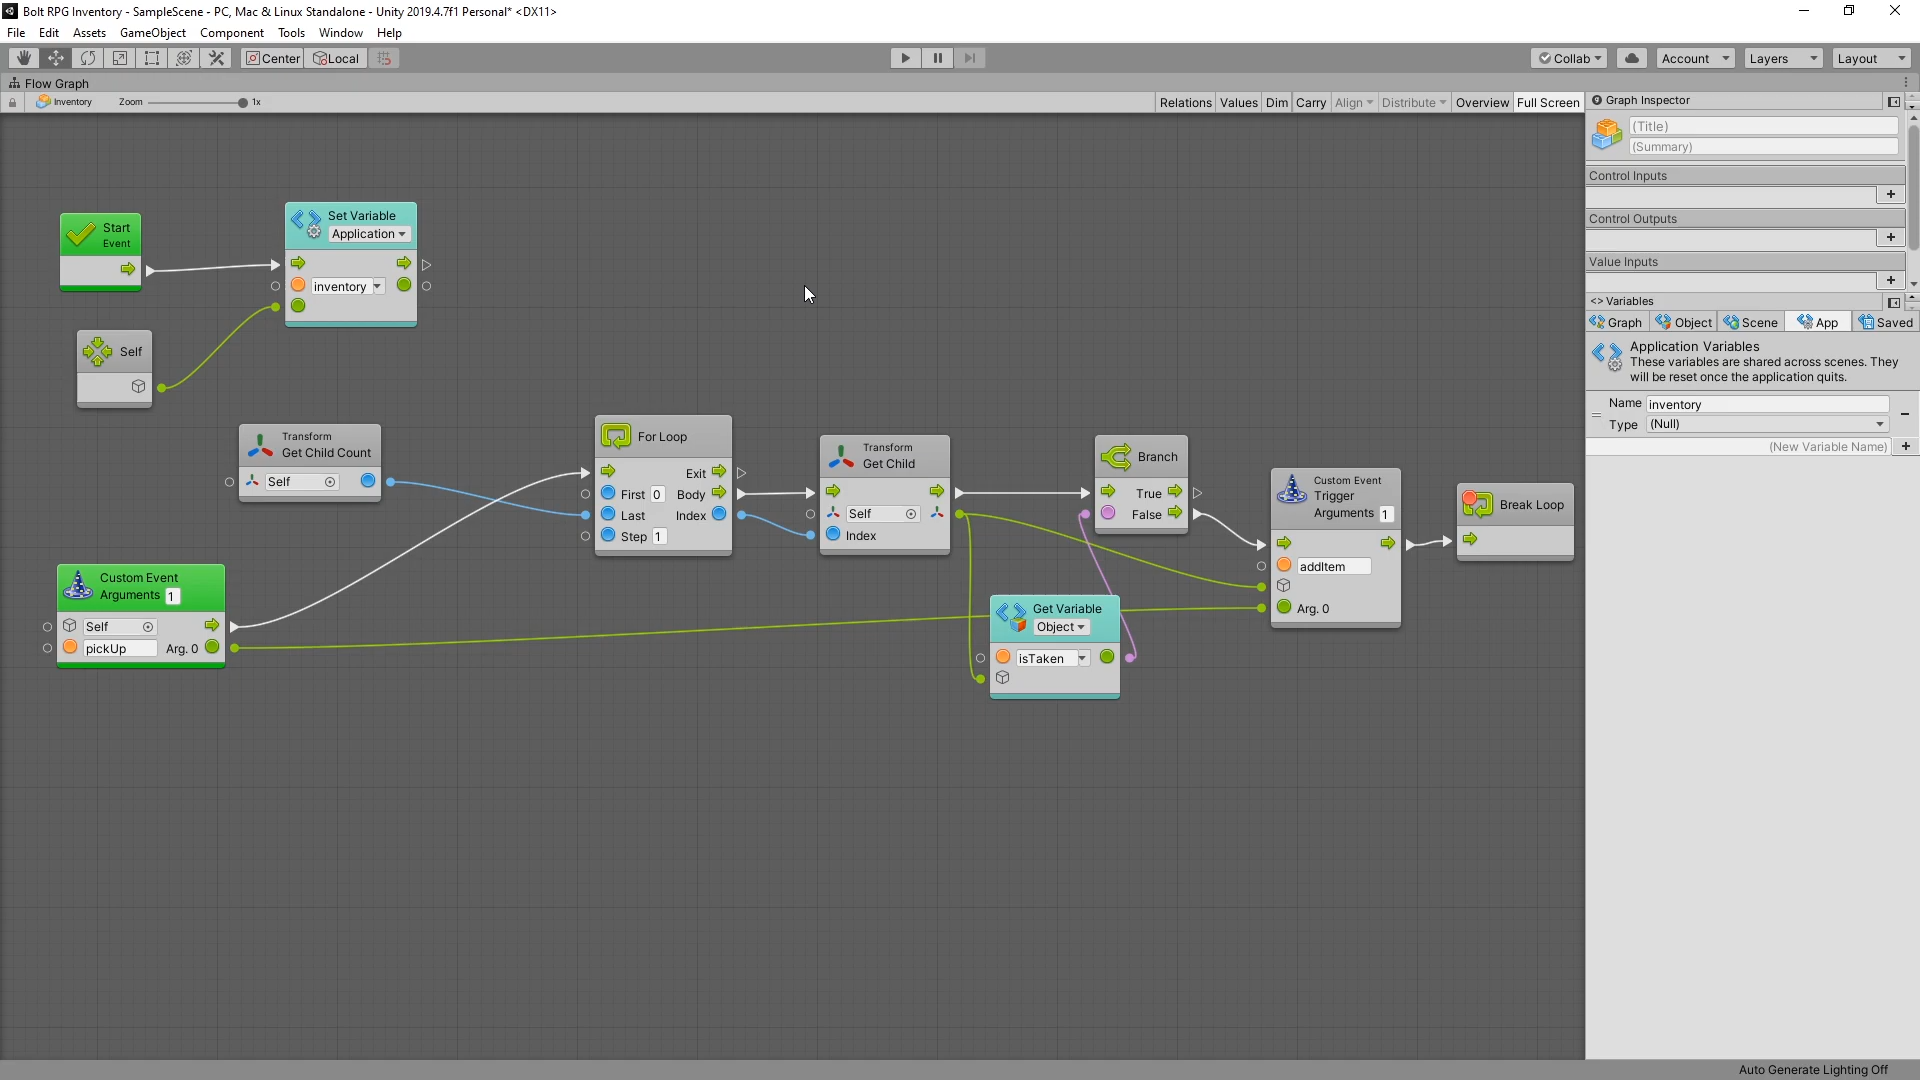 Bolt RPG Inventory - SampleScene - PC, Mac & Linux Standalone - Unity 2019.4.7f1 Personal* <DX11>
File Edit Assets GameObject Component Tools Window Help
Center Local Collab Account Layers Layout
Flow Graph
Inventory Zoom 1x Relations Values Dim Carry Align Distribute Overview Full Screen
Graph Inspector
(Title)
(Summary)
Control Inputs
Control Outputs
Value Inputs
<> Variables
Graph Object Scene App Saved
Application Variables
These variables are shared across scenes. They
will be reset once the application quits.
Name inventory
Type (Null)
(New Variable Name)
Start
Event
Set Variable
Application
inventory
Self
Transform
Get Child Count
Self
For Loop
Exit
First 0 Body
Last Index
Step 1
Transform
Get Child
Self
Index
Branch
True
False
Custom Event
Trigger
Arguments 1
addItem
Arg. 0
Break Loop
Custom Event
Arguments 1
Self
pickUp Arg. 0
Get Variable
Object
isTaken
Auto Generate Lighting Off